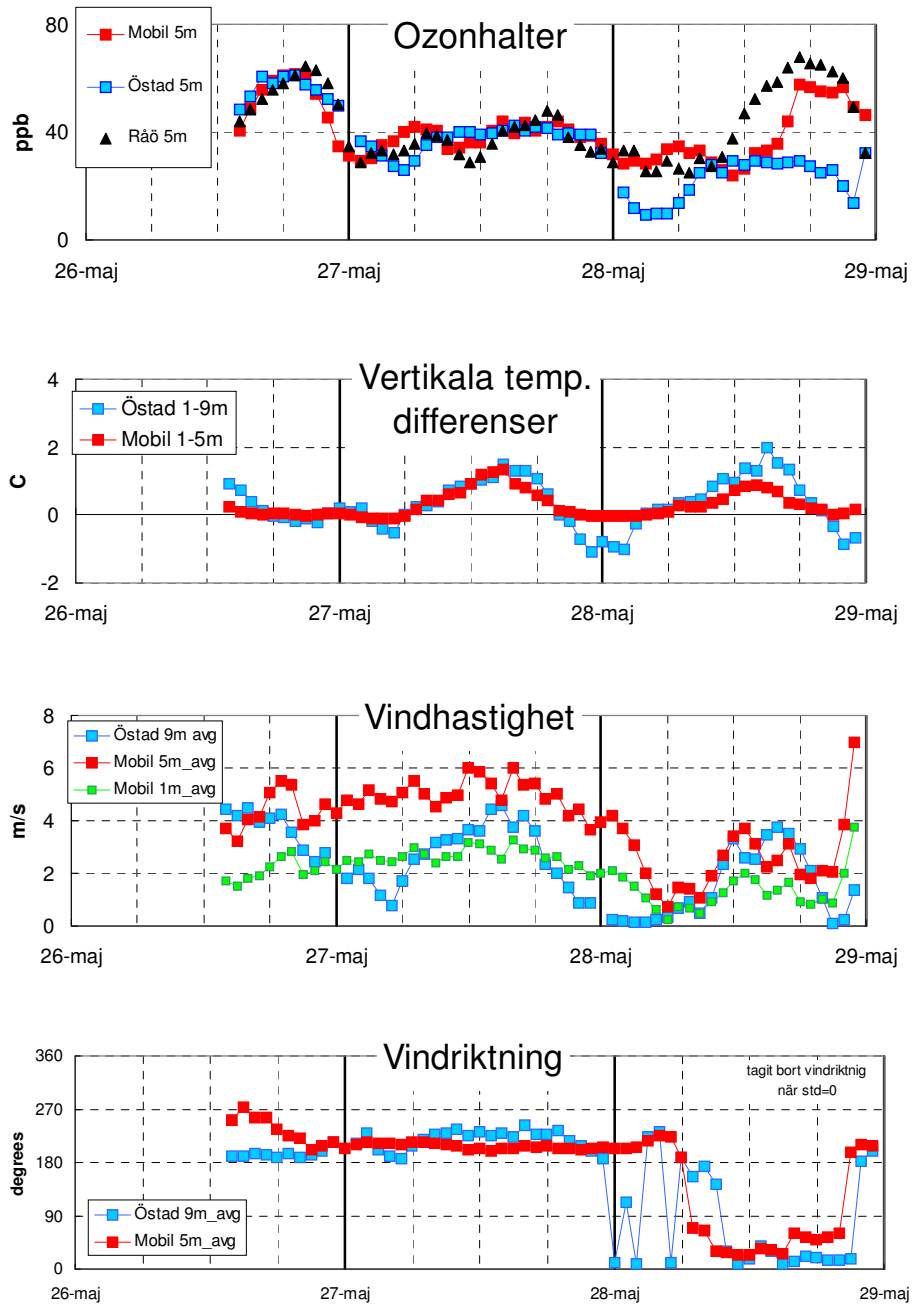 Ozonhalter
80
40
0
ppb
Mobil 5m
Östad 5m
Råö 5m
26-maj
27-maj
28-maj
29-maj
Vertikala temp.
differenser
4
2
0
-2
C
Östad 1-9m
Mobil 1-5m
26-maj
27-maj
28-maj
29-maj
Vindhastighet
8
6
4
2
0
m/s
Östad 9m avg
Mobil 5m_avg
Mobil 1m_avg
26-maj
27-maj
28-maj
29-maj
Vindriktning
360
270
180
90
0
degrees
tagit bort vindriktnig
när std=0
Östad 9m_avg
Mobil 5m_avg
26-maj
27-maj
28-maj
29-maj